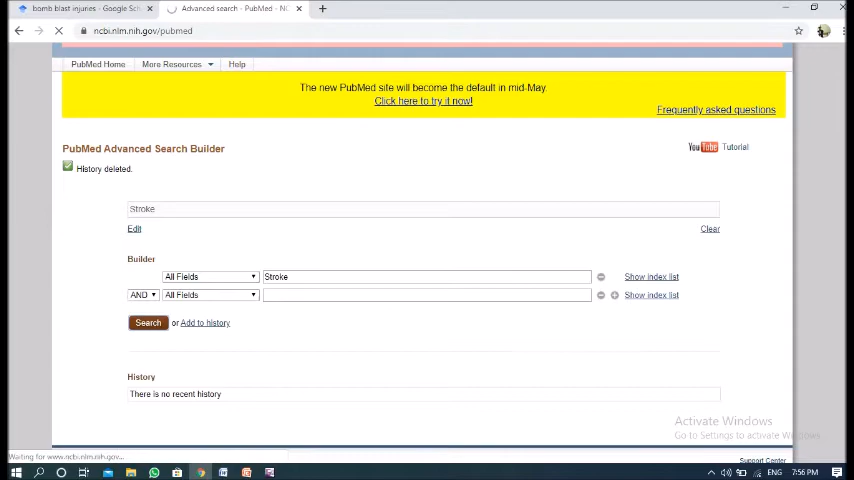 bomb blast injuries - Google Sch
Advanced search - PubMed - NC
ncbi.nlm.nih.gov/pubmed
PubMed Home More Resources Help
The new PubMed site will become the default in mid-May.
Click here to try it now!
Frequently asked questions
PubMed Advanced Search Builder
You Tube Tutorial
History deleted.
Stroke
Edit Clear
Builder
All Fields Stroke Show index list
AND All Fields Show index list
Search or Add to history
History
There is no recent history
Activate Windows
Go to Settings to activate Windows.
Waiting for www.ncbi.nlm.nih.gov...
Support Center
ENG 7:56 PM